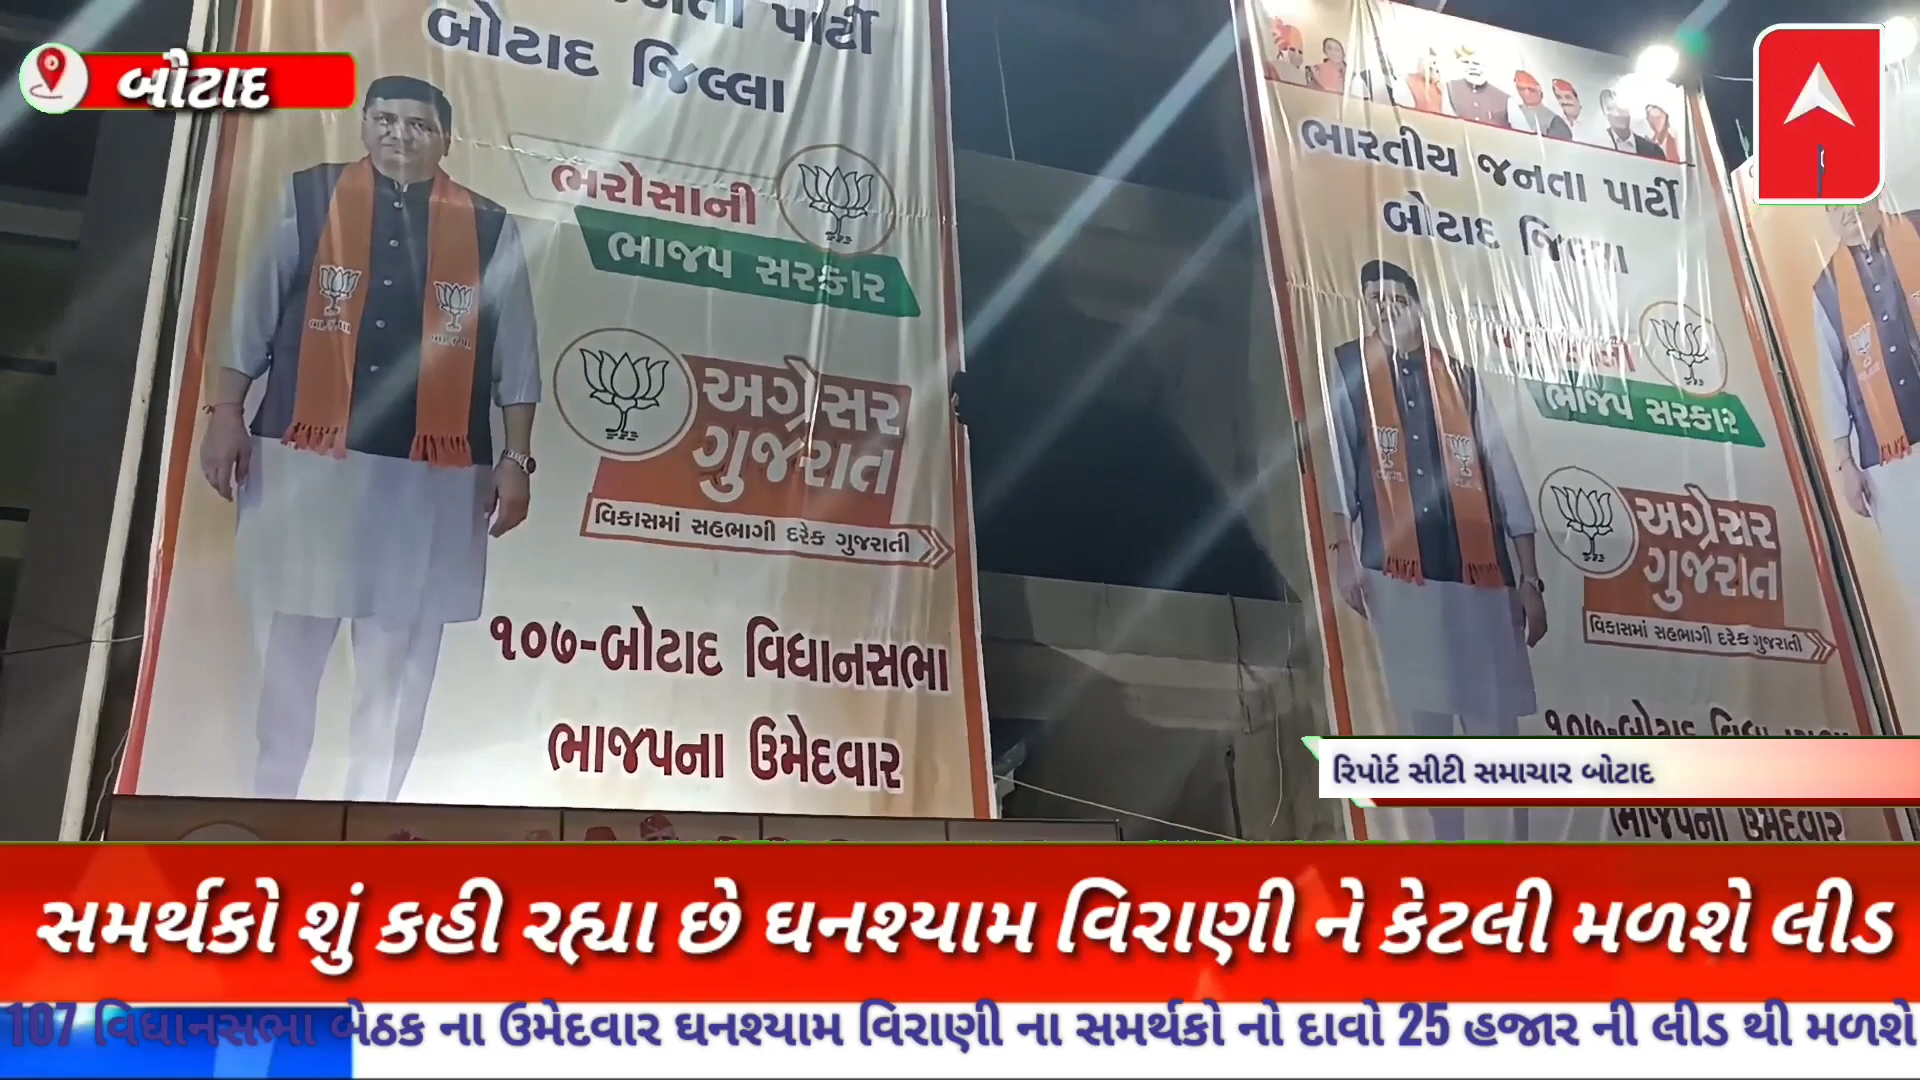 બોટાદ
જનતા પાર્ટી
બોટાદ જિલ્લા
ભરોસાની
ભાજપ સરકાર
અગ્રેસર
ગુજરાત
વિકાસમાં સહભાગી દરેક ગુજરાતી
૧૦૭-બોટાદ વિધાનસભા
ભાજપના ઉમેદવાર
ભારતીય જનતા પાર્ટી
બોટાદ જિલ્લા
ભાજપ સરકાર
અગ્રેસર
ગુજરાત
વિકાસમાં સહભાગી દરેક ગુજરાતી
૧૦૭-બોટાદ
ભાજપના ઉમેદવાર
રિપોર્ટ સીટી સમાચાર બોટાદ
સમર્થકો શું કહી રહ્યા છે ઘનશ્યામ વિરાણી ને કેટલી મળશે લીડ
107 વિધાનસભા બેઠક ના ઉમેદવાર ઘનશ્યામ વિરાણી ના સમર્થકો નો દાવો 25 હજાર ની લીડ થી મળશે